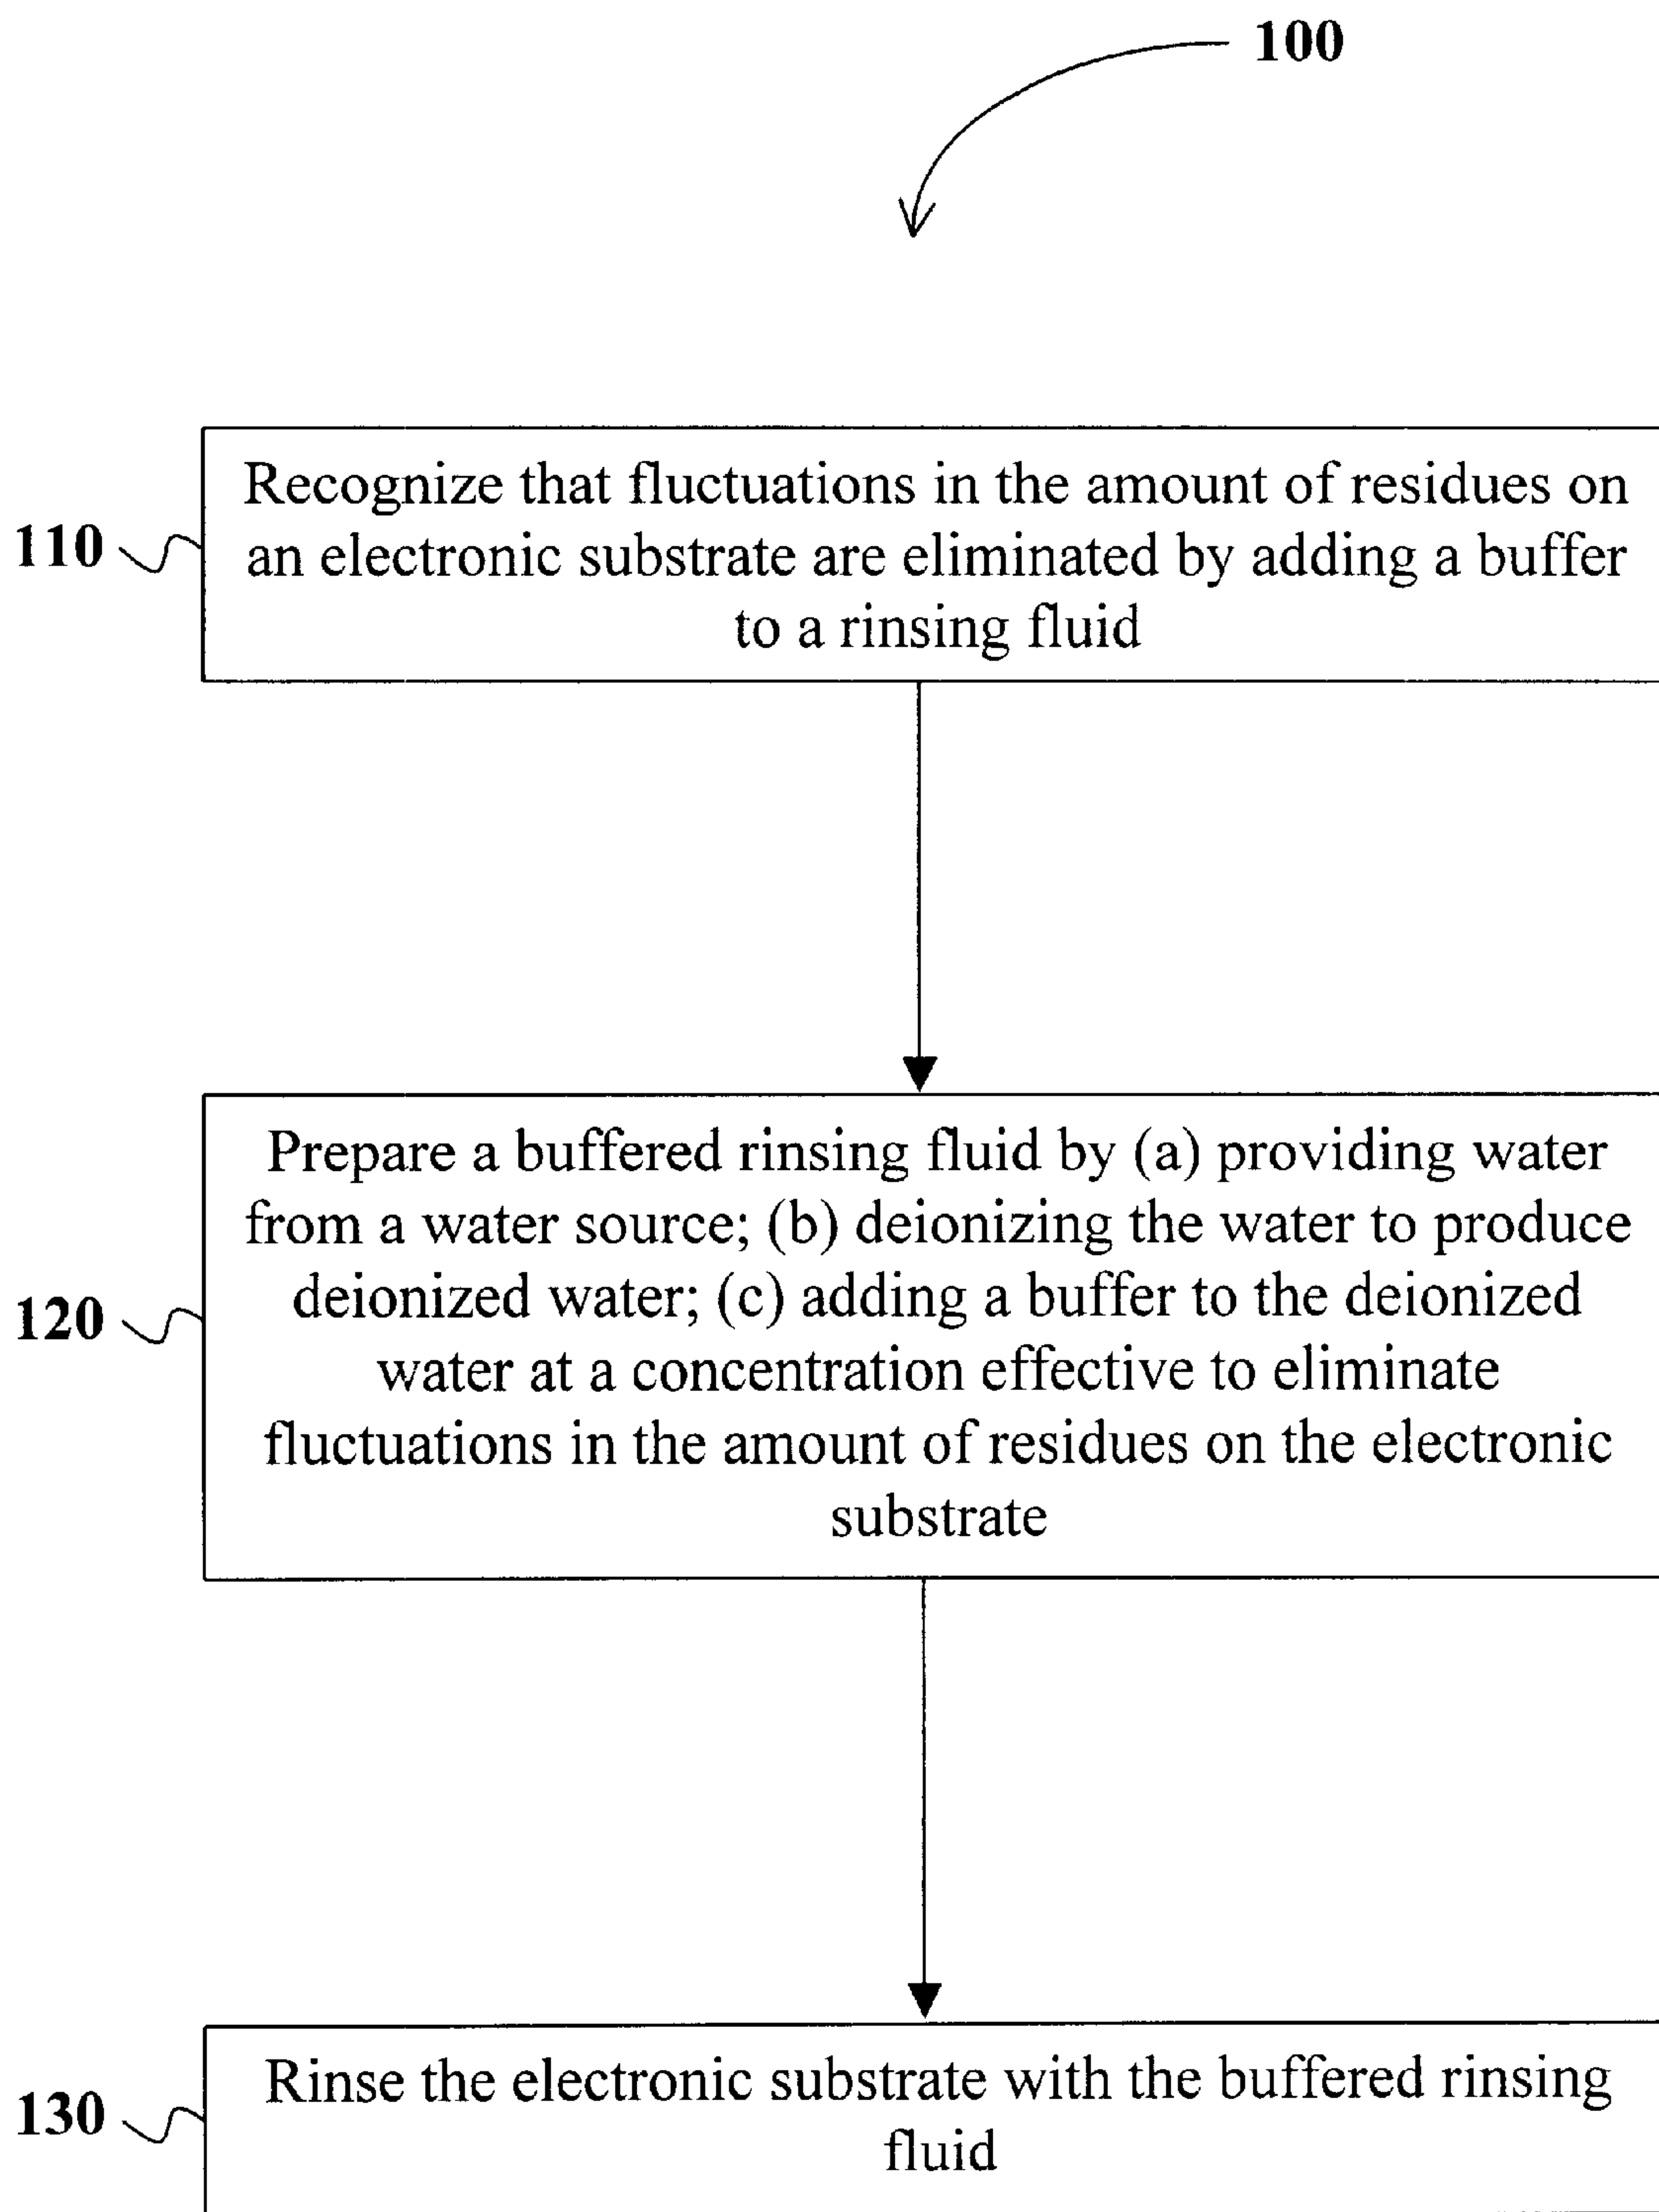 100
Recognize that fluctuations in the amount of residues on
an electronic substrate are eliminated by adding a buffer
to a rinsing fluid
110
Prepare a buffered rinsing fluid by (a) providing water
from a water source; (b) deionizing the water to produce
deionized water; (c) adding a buffer to the deionized
water at a concentration effective to eliminate
fluctuations in the amount of residues on the electronic
substrate
120
Rinse the electronic substrate with the buffered rinsing
fluid
130